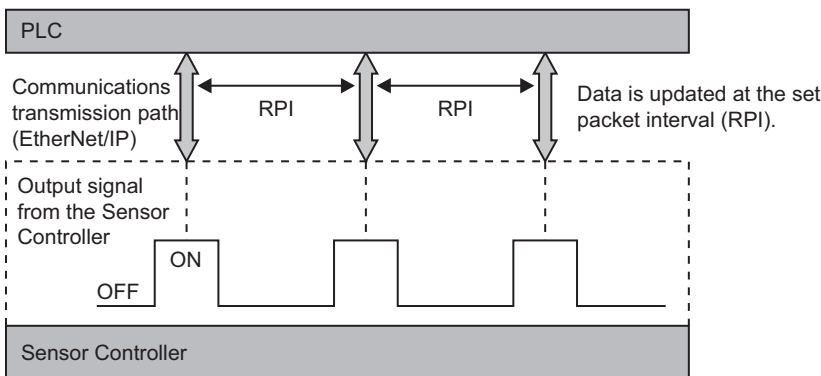 PLC
Communications
transmission path
(EtherNet/IP)
RPI
RPI
Data is updated at the set
packet interval (RPI).
Output signal
from the Sensor
Controller
ON
OFF
Sensor Controller